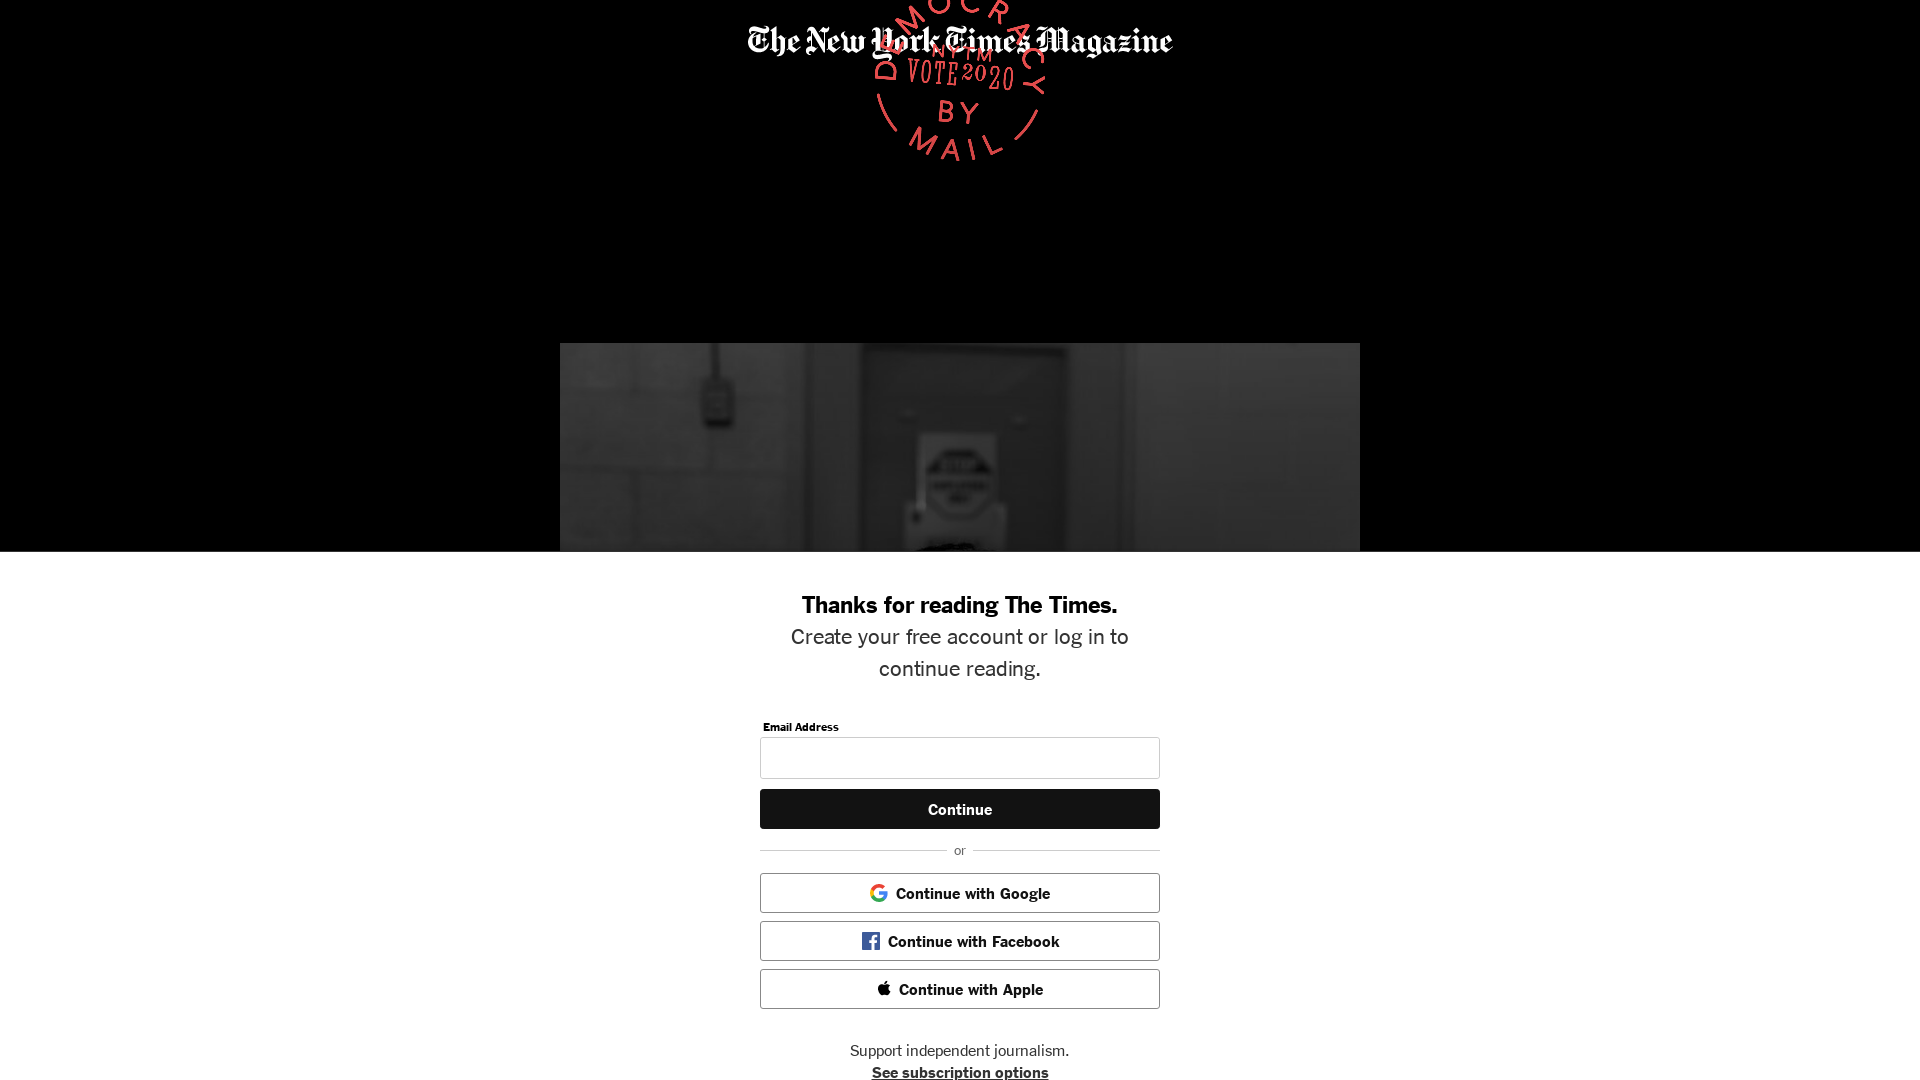 The New York Times Magazine
DEMOCRACY
NYTM
VOTE 2020
BY
MAIL
Thanks for reading The Times.
Create your free account or log in to
continue reading.
Email Address
Continue
or
Continue with Google
Continue with Facebook
Continue with Apple
Support independent journalism.
See subscription options